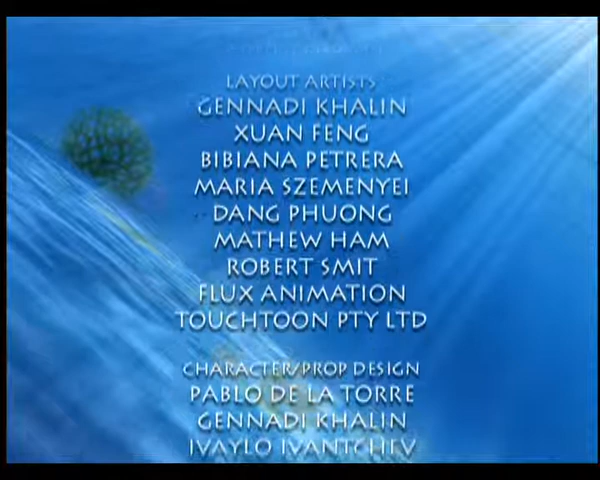 LAYOUT ARTISTS
GENNADI KHALIN
XUAN FENG
BIBIANA PETRERA
MARIA SZEMENYEI
DANG PHUONG
MATHEW HAM
ROBERT SMIT
FLUX ANIMATION
TOUCHTOON PTY LTD
CHARACTER/PROP DESIGN
PABLO DE LA TORRE
GENNADI KHALIN
IVAYLO IVANTCHEV